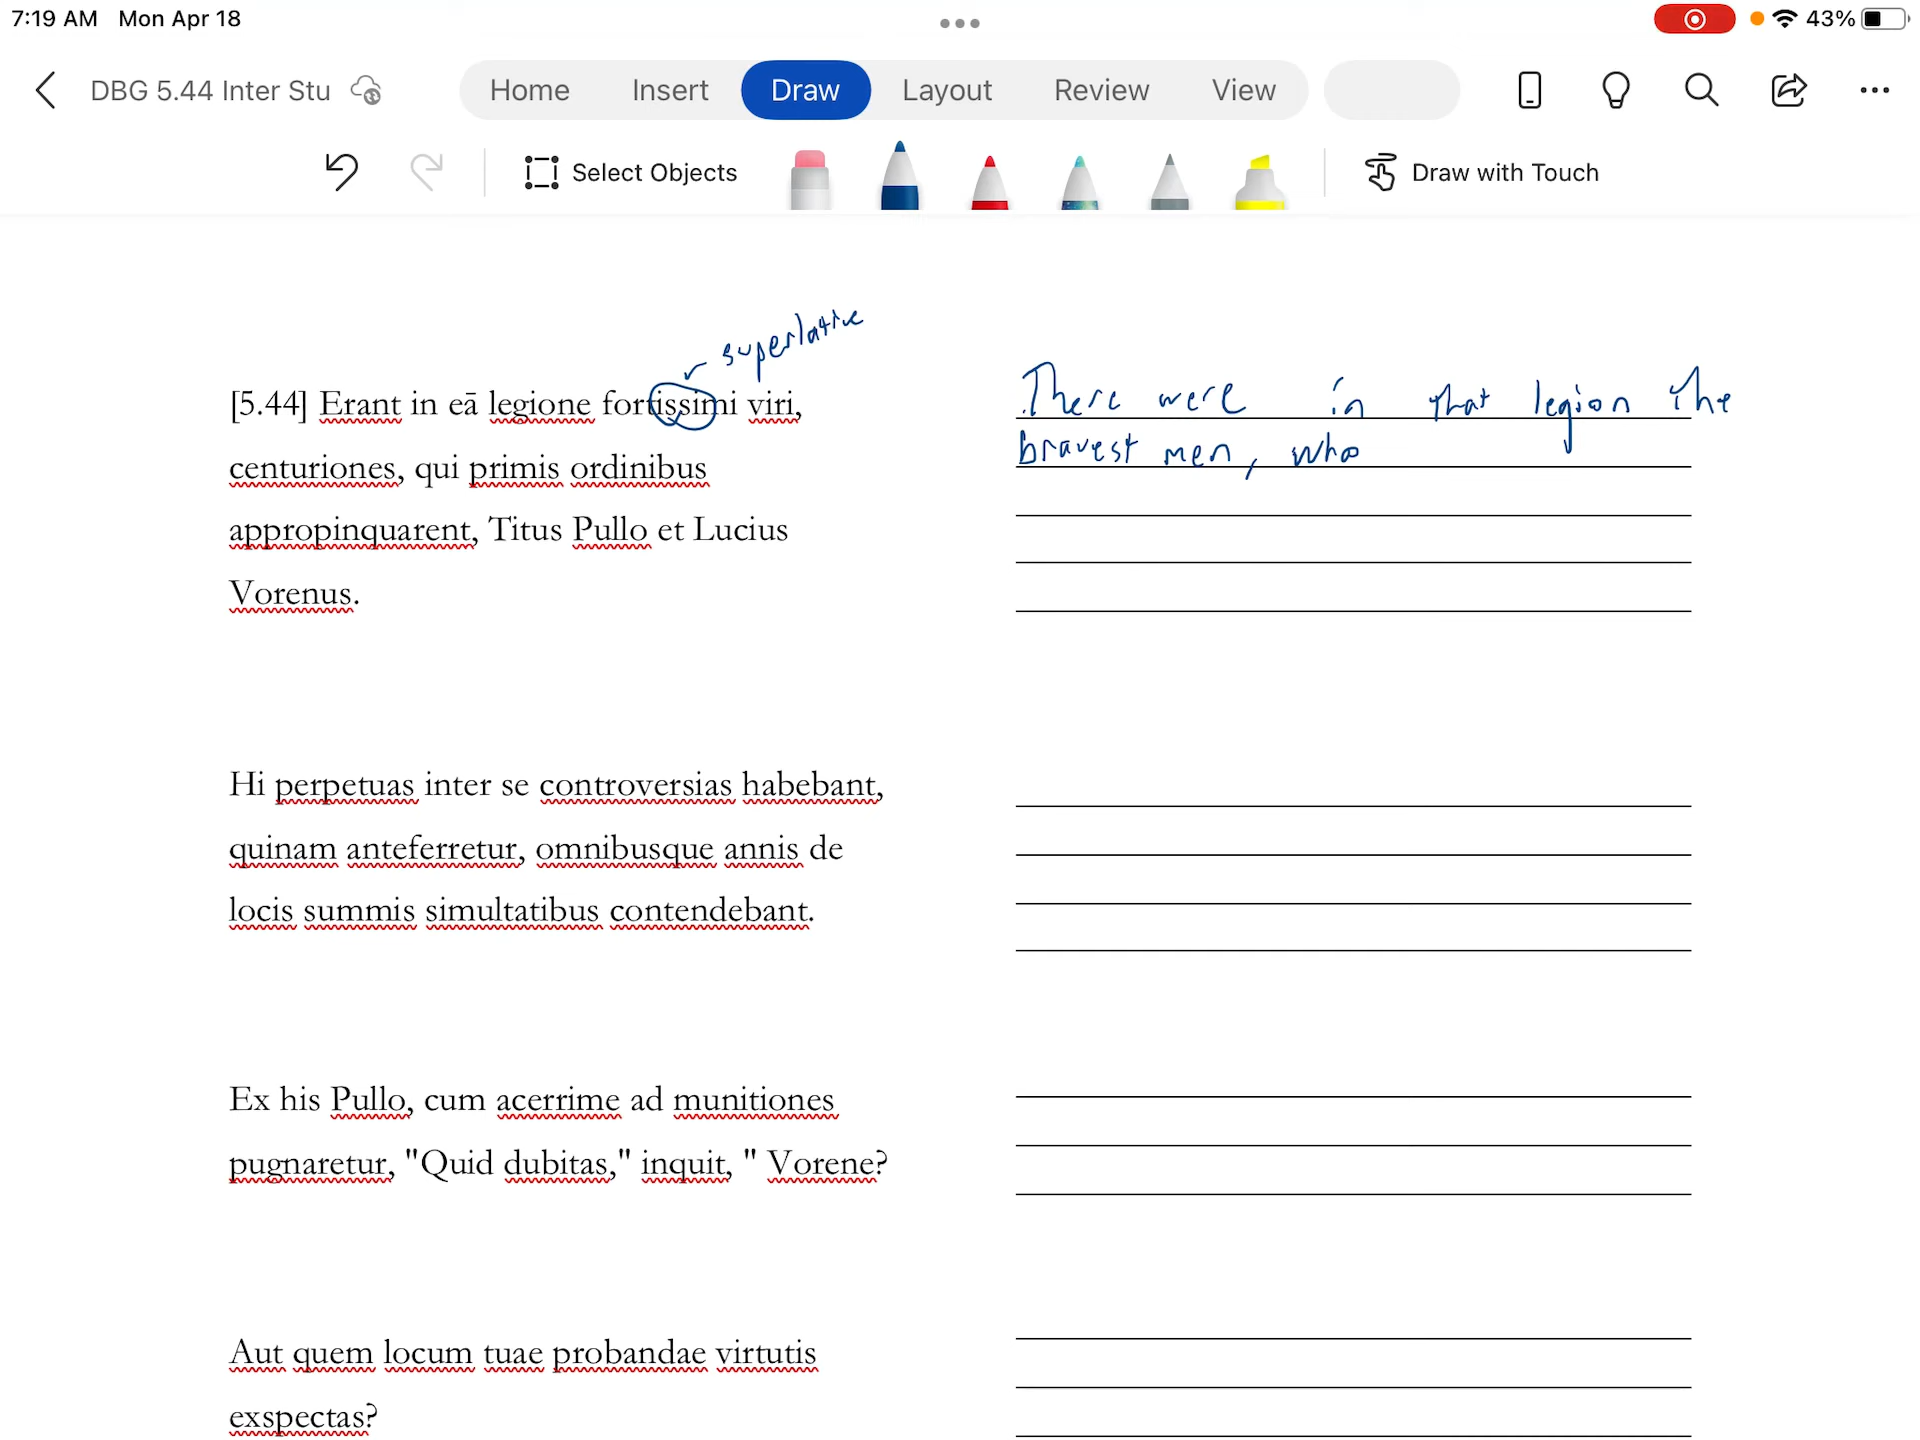 7:19 AM Mon Apr 18
43%
DBG 5.44 Inter Stu
Home Insert Draw Layout Review View
Select Objects
Draw with Touch
superlative
[5.44] Erant in eā legione fortissimi viri,
centuriones, qui primis ordinibus
appropinquarent, Titus Pullo et Lucius
Vorenus.
There were in that legion the
bravest men, who
Hi perpetuas inter se controversias habebant,
quinam anteferretur, omnibusque annis de
locis summis simultatibus contendebant.
Ex his Pullo, cum acerrime ad munitiones
pugnaretur, "Quid dubitas," inquit, " Vorene?
Aut quem locum tuae probandae virtutis
exspectas?